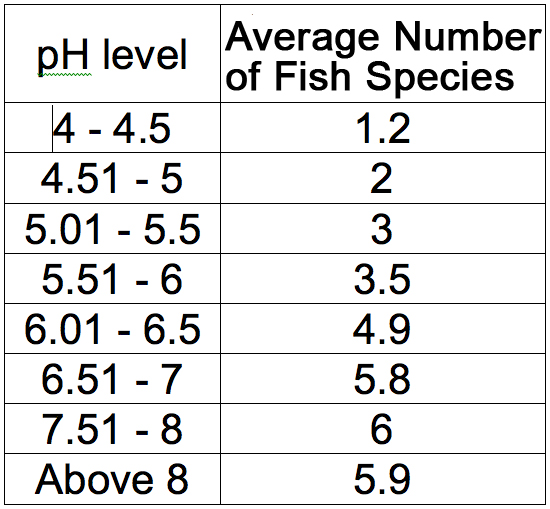 pH level Average Number
of Fish Species
4 - 4.5 1.2
4.51 - 5 2
5.01 - 5.5 3
5.51 - 6 3.5
6.01 - 6.5 4.9
6.51 - 7 5.8
7.51 - 8 6
Above 8 5.9